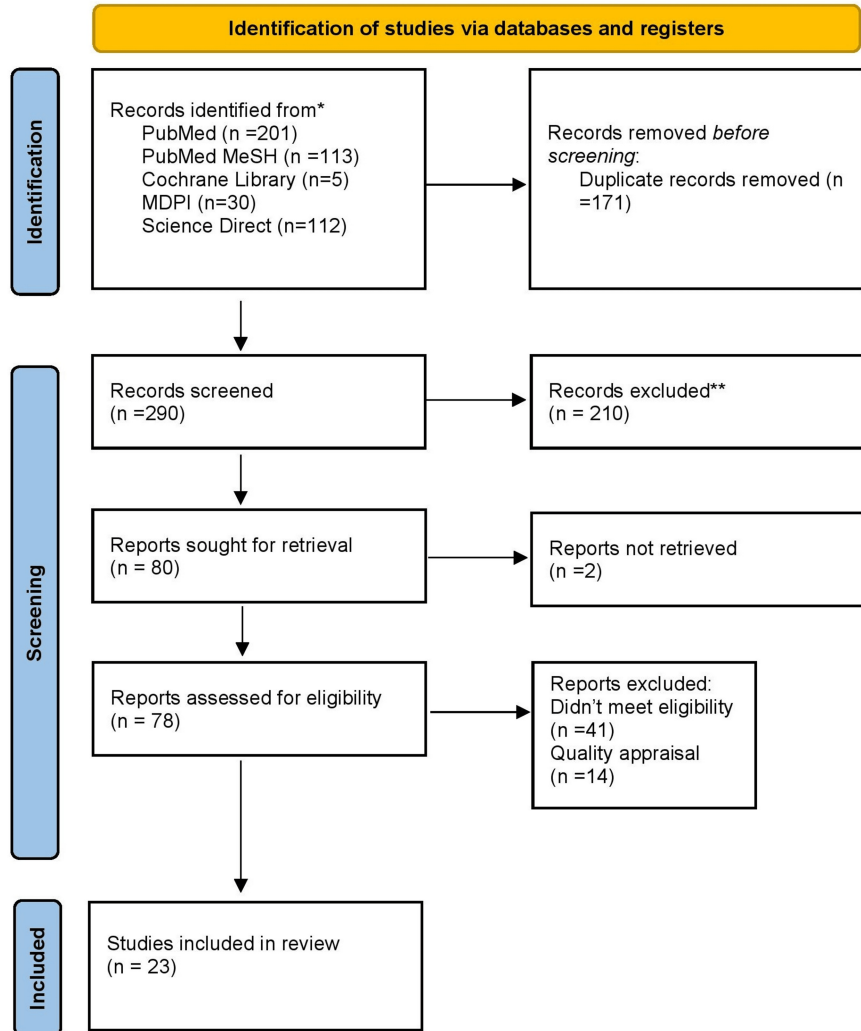 Identification of studies via databases and registers
Identification
Records identified from*
PubMed (n =201)
PubMed MeSH (n =113)
Cochrane Library (n=5)
MDPI (n=30)
Science Direct (n=112)
Records removed before
screening:
Duplicate records removed (n
=171)
Screening
Records screened
(n =290)
Records excluded**
(n = 210)
Reports sought for retrieval
(n = 80)
Reports not retrieved
(n =2)
Reports assessed for eligibility
(n = 78)
Reports excluded:
Didn't meet eligibility
(n =41)
Quality appraisal
(n =14)
Included
Studies included in review
(n = 23)